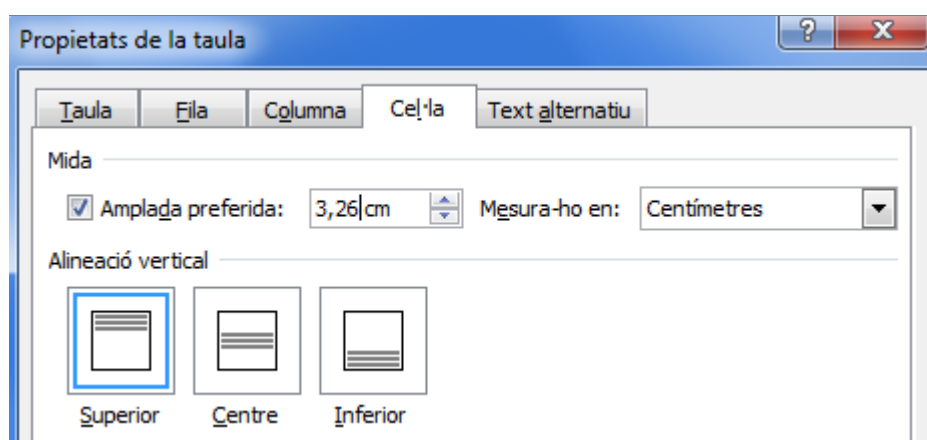 Propietats de la taula
Taula Fila Columna Cel·la Text alternatiu
Mida
Amplada preferida: 3,26 cm Mesura-ho en: Centímetres
Alineació vertical
Superior Centre Inferior